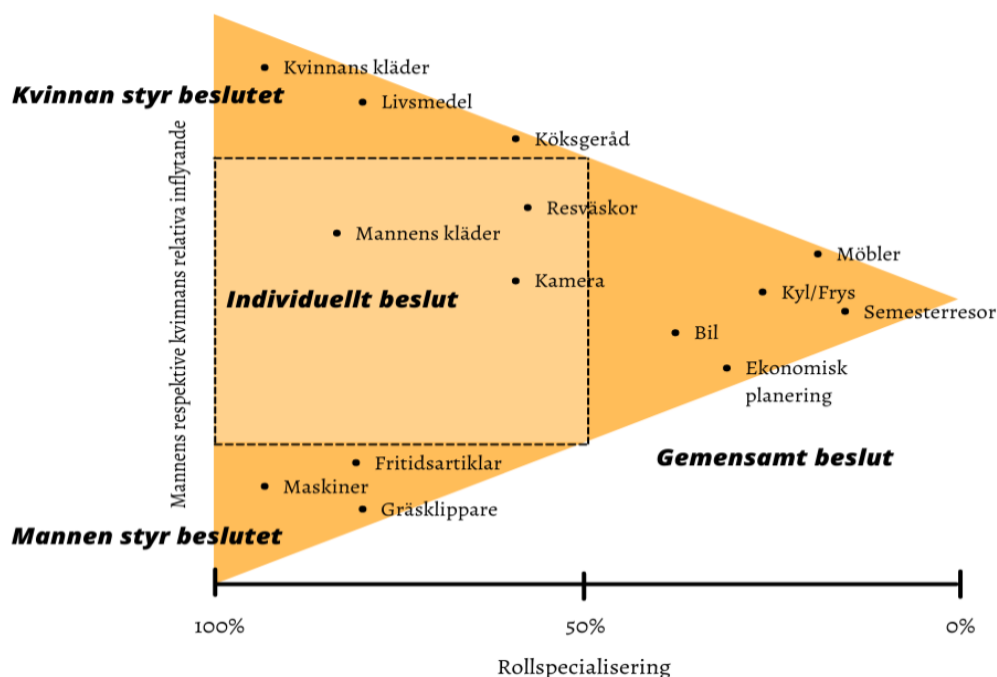 Kvinnans kläder
Kvinnan styr beslutet
Livsmedel
Köksgeråd
Mannens respektive kvinnans relativa inflytande
Resväskor
Mannens kläder
Möbler
Kamera
Kyl/Frys
Individuellt beslut
Semesterresor
Bil
Ekonomisk
planering
Gemensamt beslut
Fritidsartiklar
Maskiner
Gräsklippare
Mannen styr beslutet
100%
50%
0%
Rollspecialisering